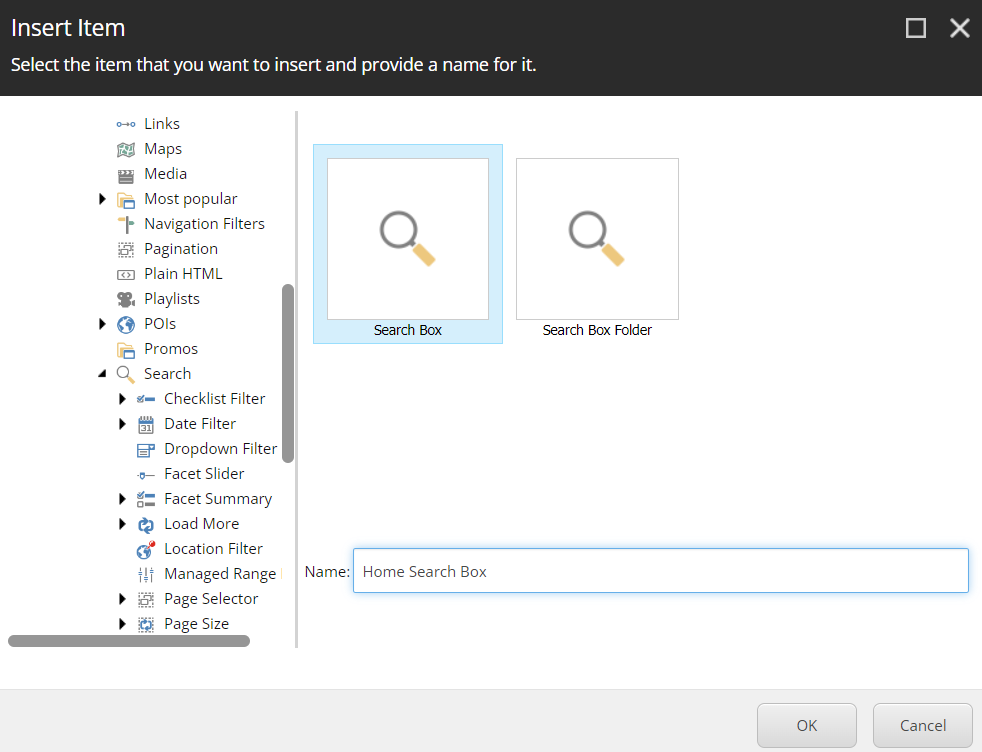 Insert Item
Select the item that you want to insert and provide a name for it.
Links
Maps
Media
Most popular
Navigation Filters
Pagination
Plain HTML
Playlists
POIs
Promos
Search
Checklist Filter
31
Date Filter
Dropdown Filter
Facet Slider
Facet Summary
Load More
Location Filter
Managed Range
Page Selector
Page Size
Search Box
Search Box Folder
Name: Home Search Box
OK
Cancel